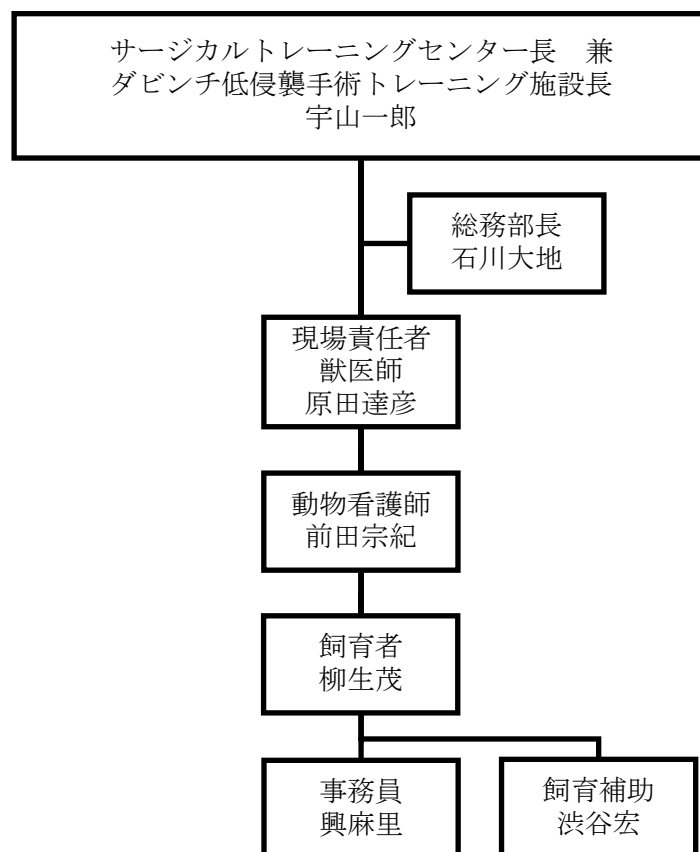 サージカルトレーニングセンター長　兼
ダビンチ低侵襲手術トレーニング施設長
宇山一郎
総務部長
石川大地
現場責任者
獣医師
原田達彦
動物看護師
前田宗紀
飼育者
柳生茂
事務員
興麻里
飼育補助
渋谷宏